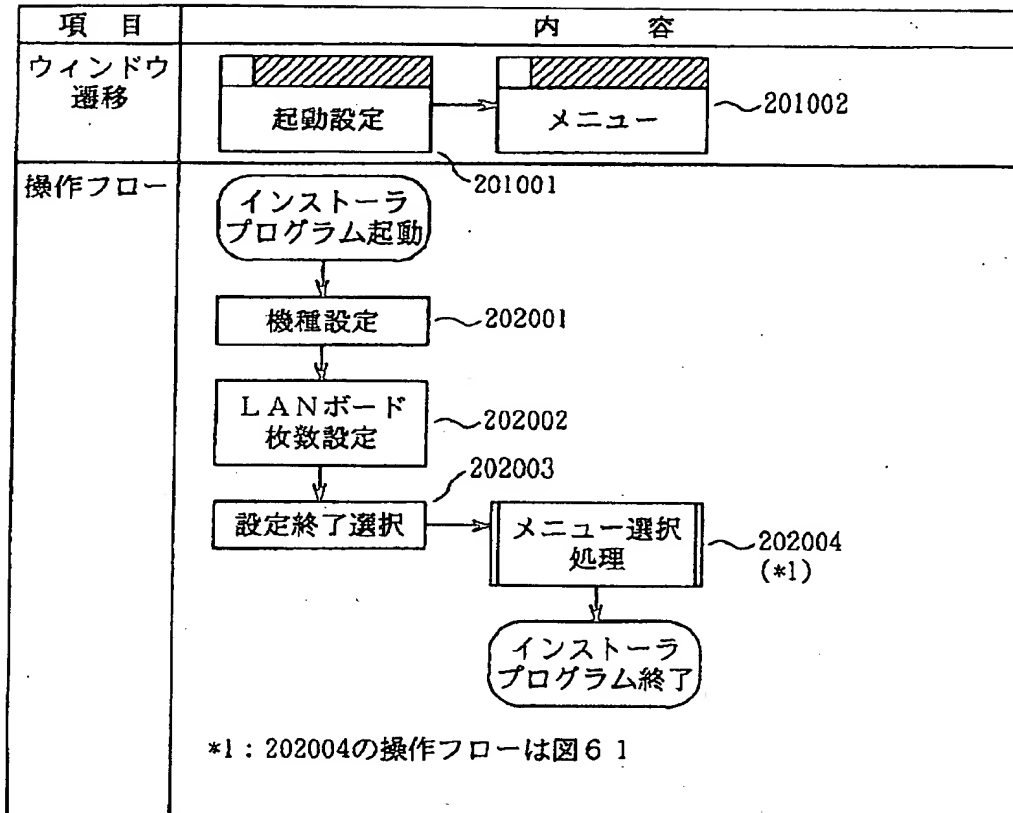 項　目
内　　容
ウィンドウ
遷移
起動設定
メニュー
201002
201001
操作フロー
インストーラ
プログラム起動
機種設定
202001
ＬＡＮボード
枚数設定
202002
202003
設定終了選択
メニュー選択
処理
202004
(*1)
インストーラ
プログラム終了
*1：202004の操作フローは図６１